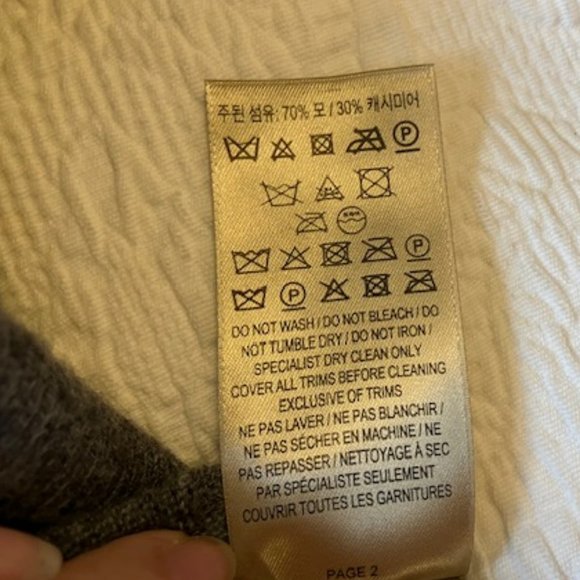 주된 섬유: 70% 모 / 30% 캐시미어
P
P
P
DO NOT WASH / DO NOT BLEACH / DO
NOT TUMBLE DRY / DO NOT IRON /
SPECIALIST DRY CLEAN ONLY
COVER ALL TRIMS BEFORE CLEANING
EXCLUSIVE OF TRIMS
NE PAS LAVER / NE PAS BLANCHIR /
NE PAS SÉCHER EN MACHINE / NE
PAS REPASSER / NETTOYAGE À SEC
PAR SPÉCIALISTE SEULEMENT
COUVRIR TOUTES LES GARNITURES
PAGE 2